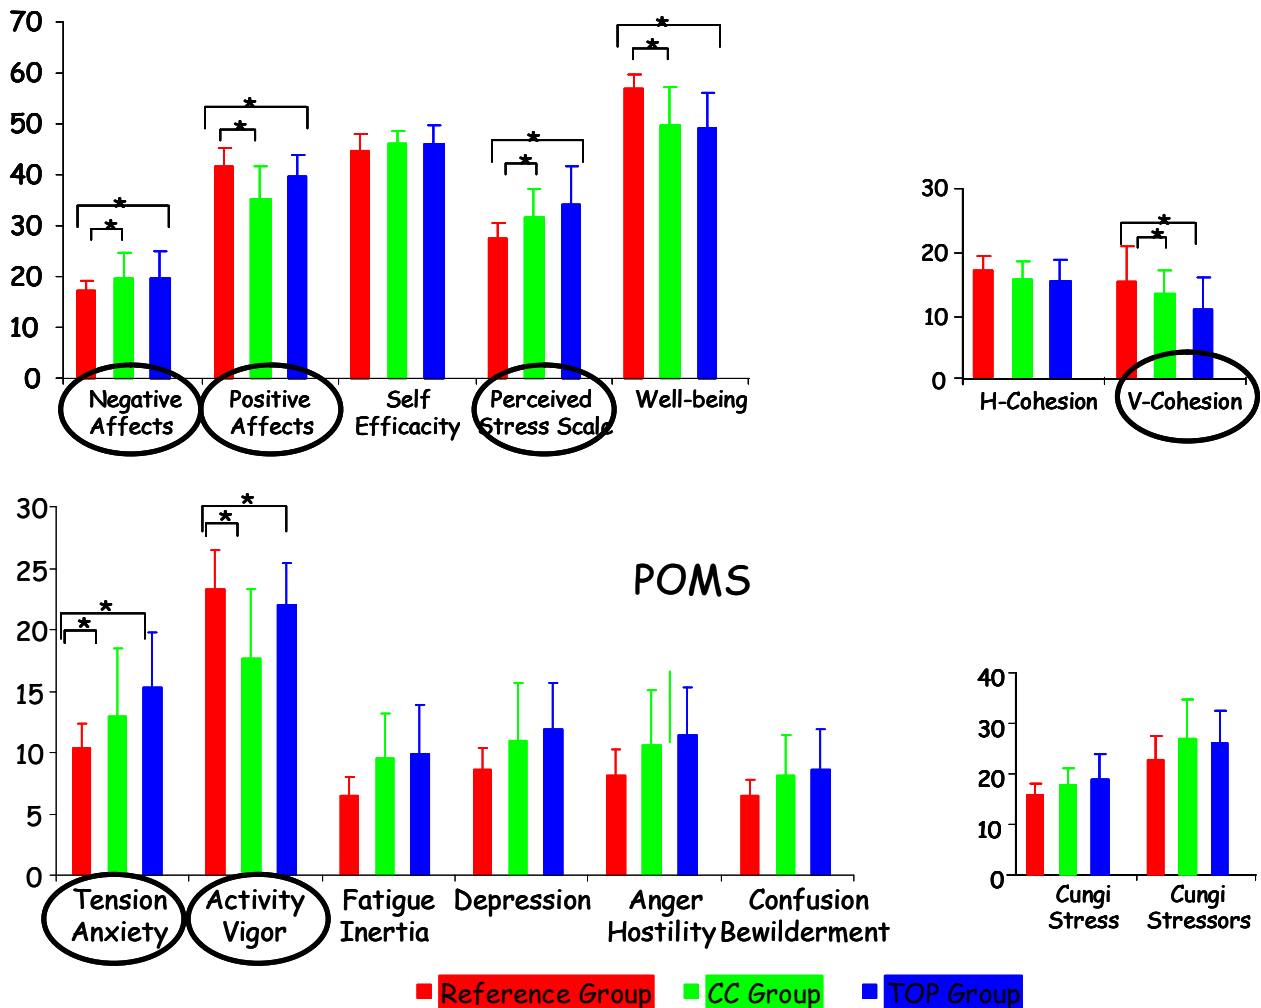 70
60
50
40
30
20
10
0
* * * * * * * *
Negative Affects
Positive Affects
Self Efficacity
Perceived Stress Scale
Well-being
30
20
10
0
* *
H-Cohesion
V-Cohesion
30
25
20
15
10
5
0
* * * *
POMS
Tension Anxiety
Activity Vigor
Fatigue Inertia
Depression
Anger Hostility
Confusion Bewilderment
40
30
20
10
0
Cungi Stress
Cungi Stressors
Reference Group
CC Group
TOP Group